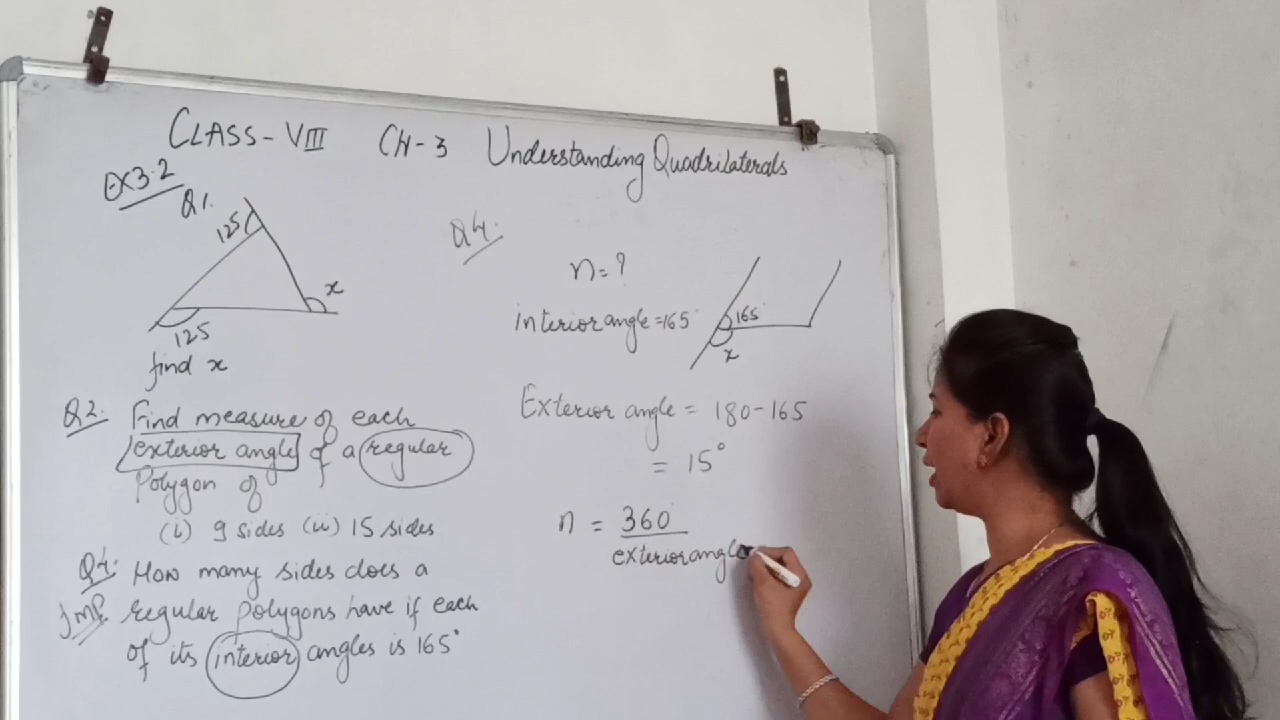 CLASS-VIII CH-3 Understanding Quadrilaterals
EX 3.2
Q1.
125
x
125
find x
Q2. Find measure of each
exterior angle of a regular
Polygon of
(i) 9 sides (ii) 15 sides
Q4. How many sides does a
Imp. regular polygons have if each
of its interior angles is 165°
Q4.
n=?
interior angle=165
165
x
Exterior angle = 180-165
= 15°
n = 360
exterior angle